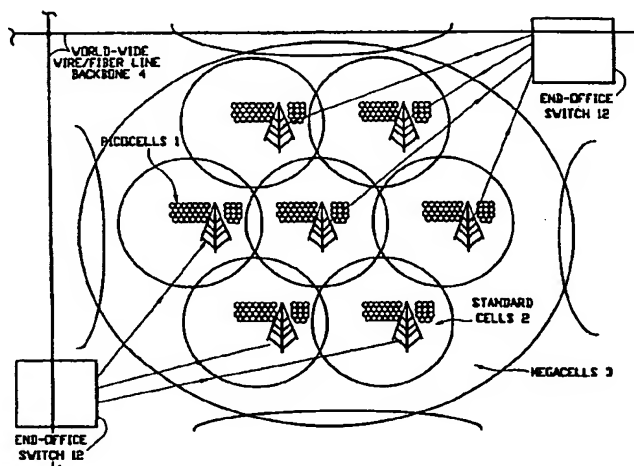 WORLD-WIDE
WIRE/FIBER LINE
BACKBONE 4
END-OFFICE
SWITCH 12
PICOCELLS 1
STANDARD
CELLS 2
MEGACELLS 3
END-OFFICE
SWITCH 12